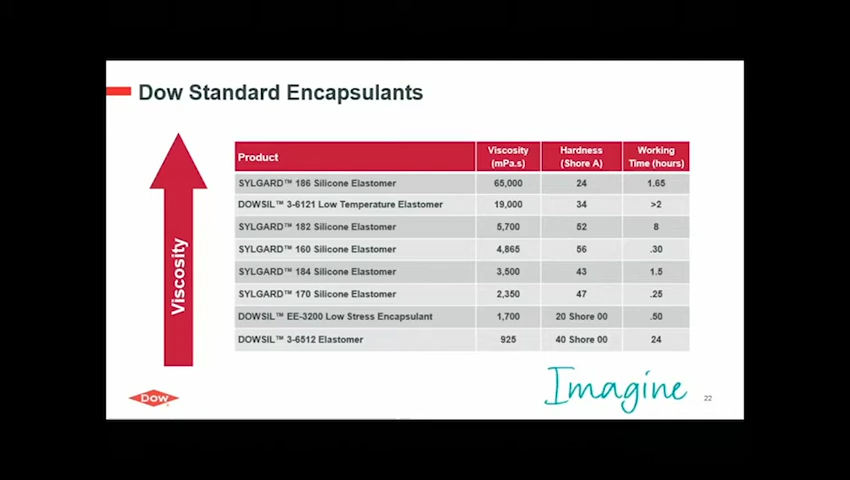 Dow Standard Encapsulants
Viscosity
Product Viscosity (mPa.s) Hardness (Shore A) Working Time (hours)
SYLGARD™ 186 Silicone Elastomer 65,000 24 1.65
DOWSIL™ 3-6121 Low Temperature Elastomer 19,000 34 >2
SYLGARD™ 182 Silicone Elastomer 5,700 52 8
SYLGARD™ 160 Silicone Elastomer 4,865 56 .30
SYLGARD™ 184 Silicone Elastomer 3,500 43 1.5
SYLGARD™ 170 Silicone Elastomer 2,350 47 .25
DOWSIL™ EE-3200 Low Stress Encapsulant 1,700 20 Shore 00 .50
DOWSIL™ 3-6512 Elastomer 925 40 Shore 00 24
Dow
Imagine
22